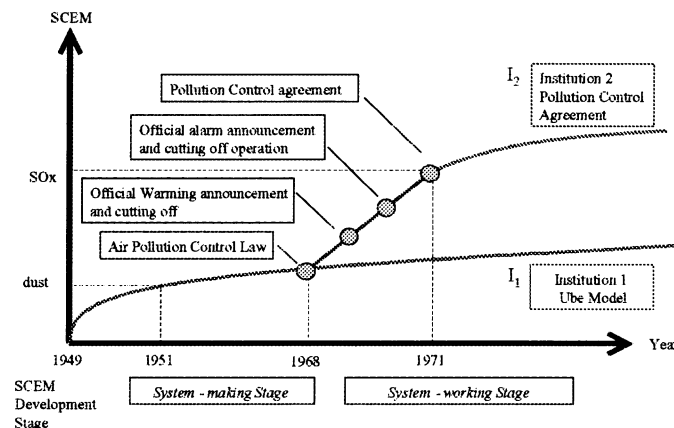 SCEM
Pollution Control agreement
I2
Institution 2
Pollution Control
Agreement
Official alarm announcement
and cutting off operation
SOx
Official Warming announcement
and cutting off
Air Pollution Control Law
dust
I1
Institution 1
Ube Model
Year
1949
1951
1968
1971
SCEM
Development
Stage
System - making Stage
System - working Stage